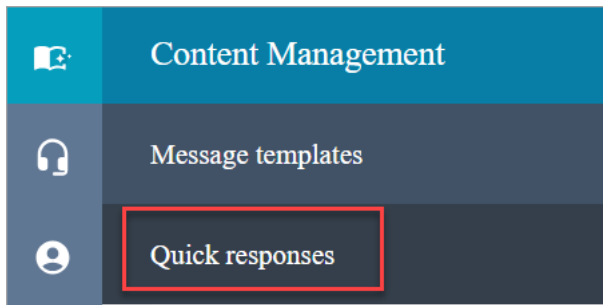 Content Management
Message templates
Quick responses